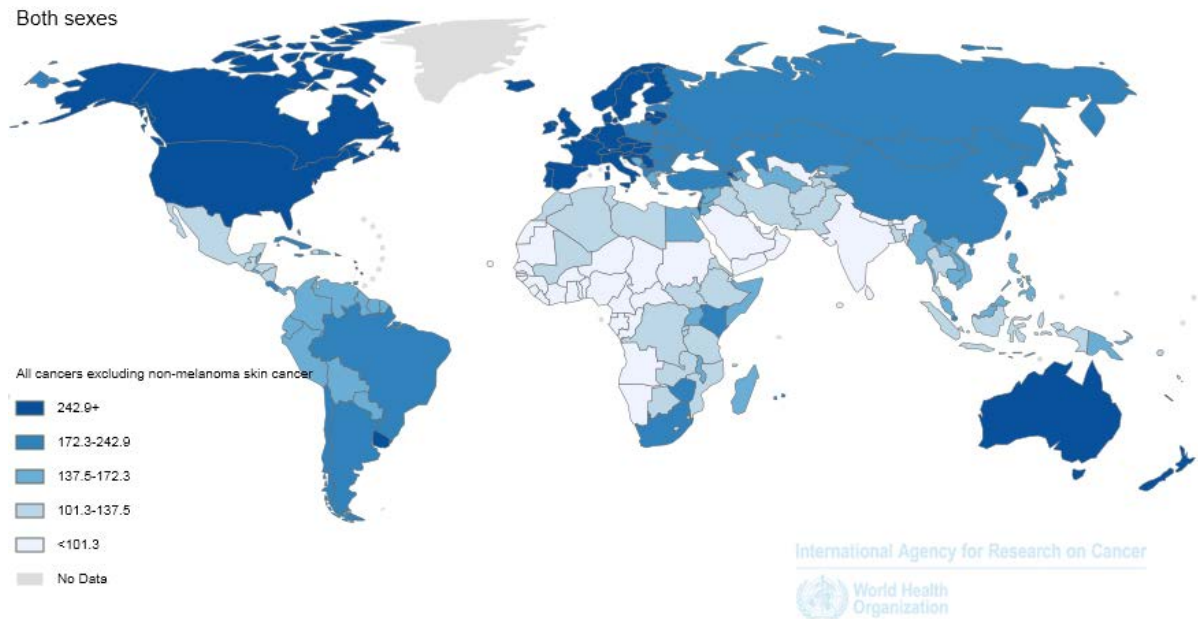 Both sexes
All cancers excluding non-melanoma skin cancer
242.9+
172.3-242.9
137.5-172.3
101.3-137.5
<101.3
No Data
International Agency for Research on Cancer
World Health
Organization